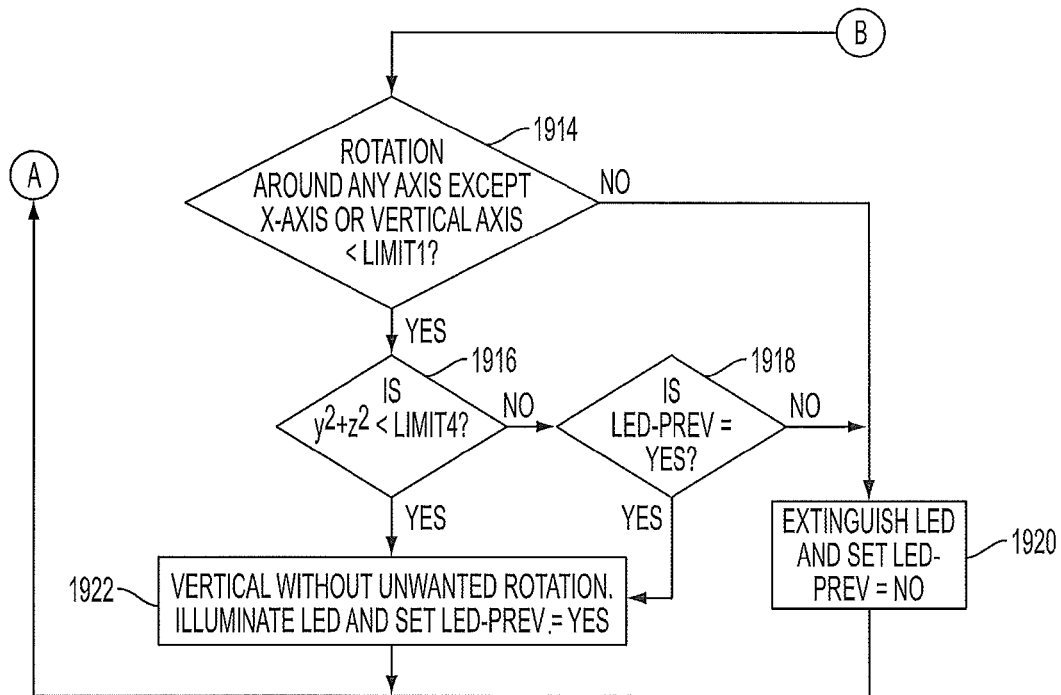 B
1914
A
ROTATION
AROUND ANY AXIS EXCEPT
X-AXIS OR VERTICAL AXIS
< LIMIT1?
NO
YES
1916
IS
y²+z² < LIMIT4?
NO
1918
IS
LED-PREV =
YES?
NO
YES
YES
EXTINGUISH LED
AND SET LED-
PREV = NO
1920
1922
VERTICAL WITHOUT UNWANTED ROTATION.
ILLUMINATE LED AND SET LED-PREV.= YES